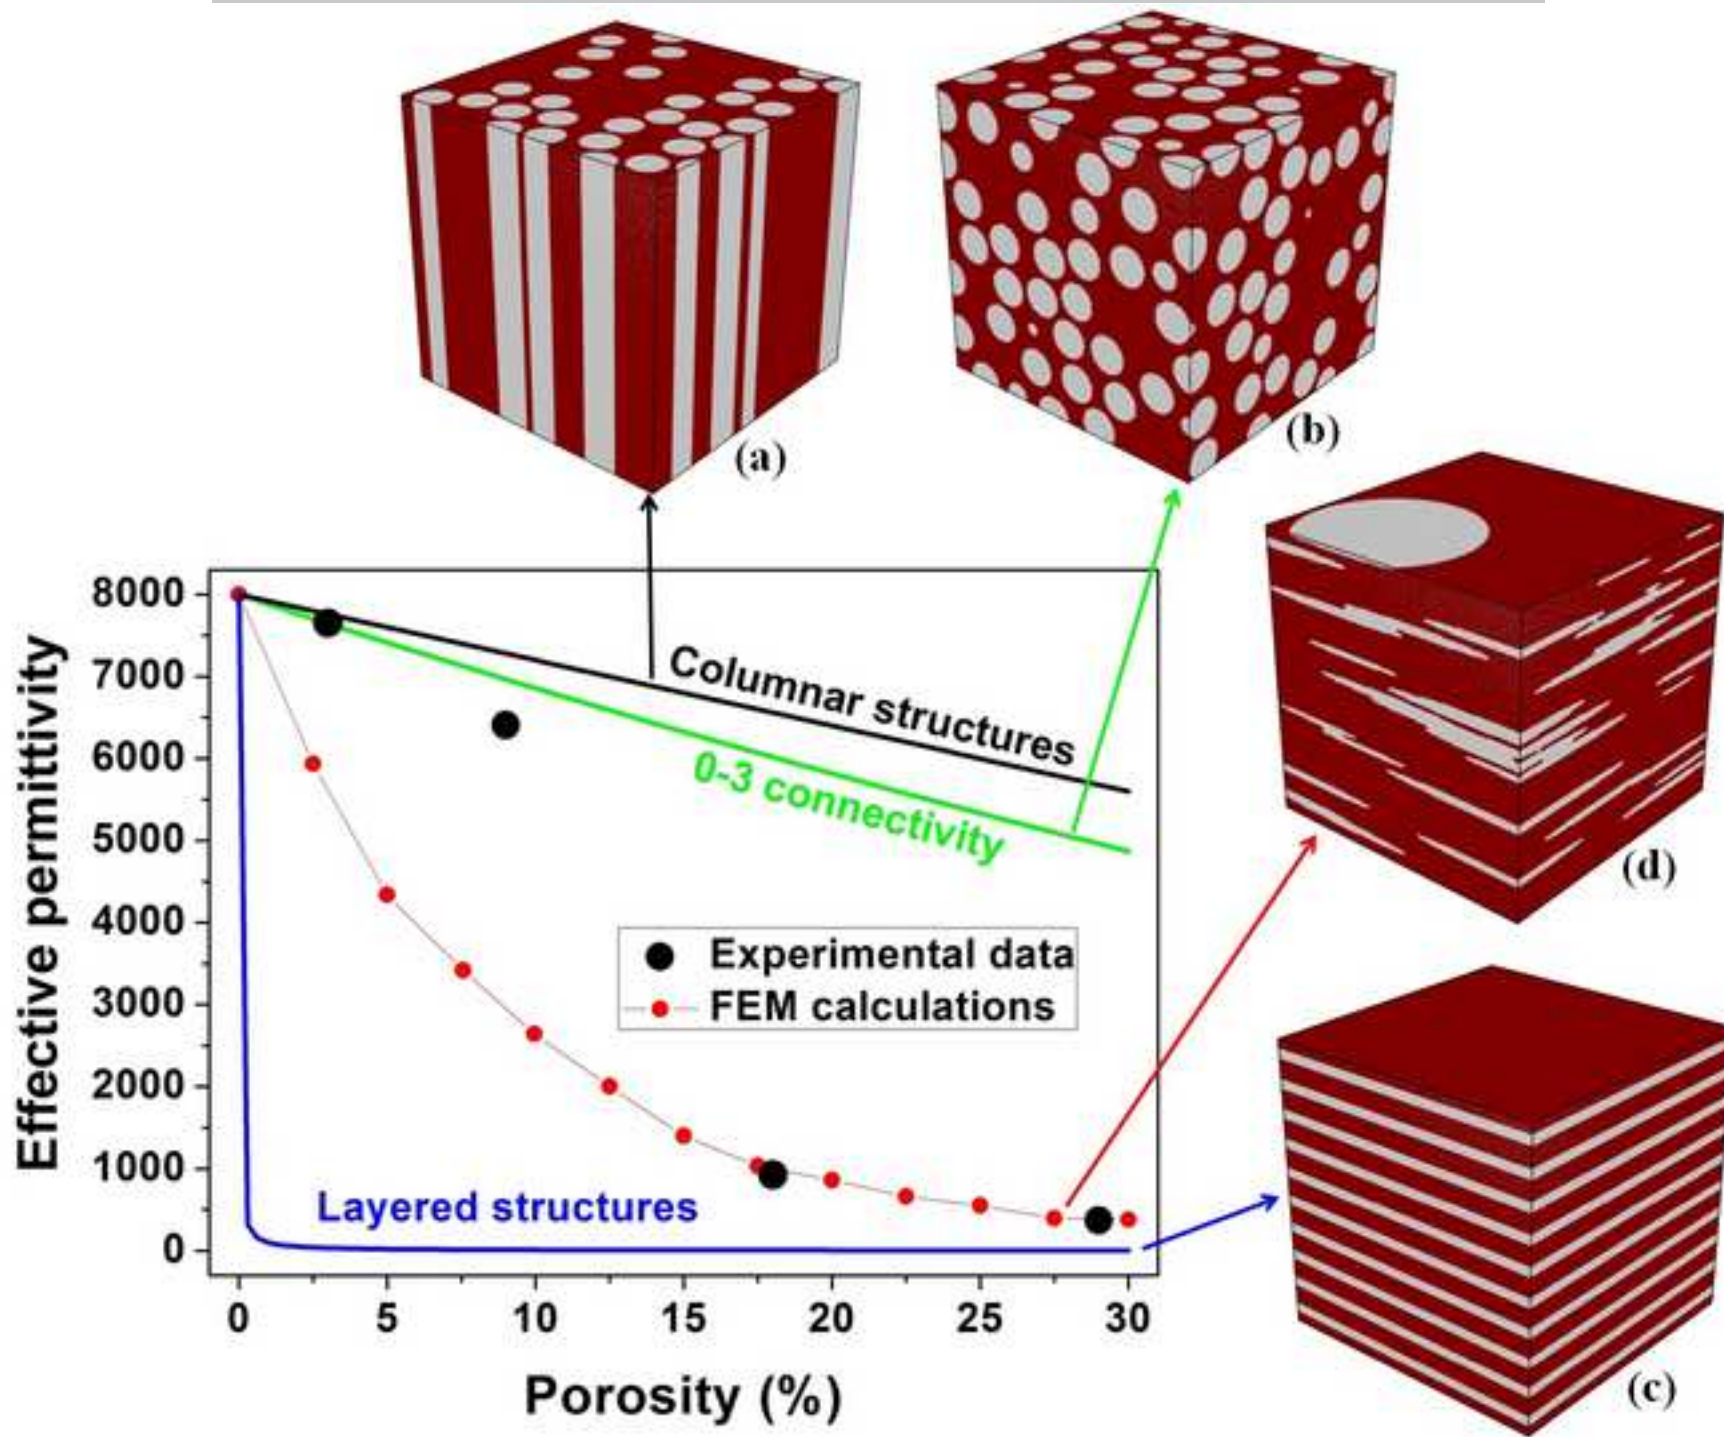 (a)
(b)
(d)
(c)
8000
7000
6000
5000
4000
3000
2000
1000
0
Effective permittivity
Columnar structures
0-3 connectivity
Experimental data
FEM calculations
Layered structures
0 5 10 15 20 25 30
Porosity (%)